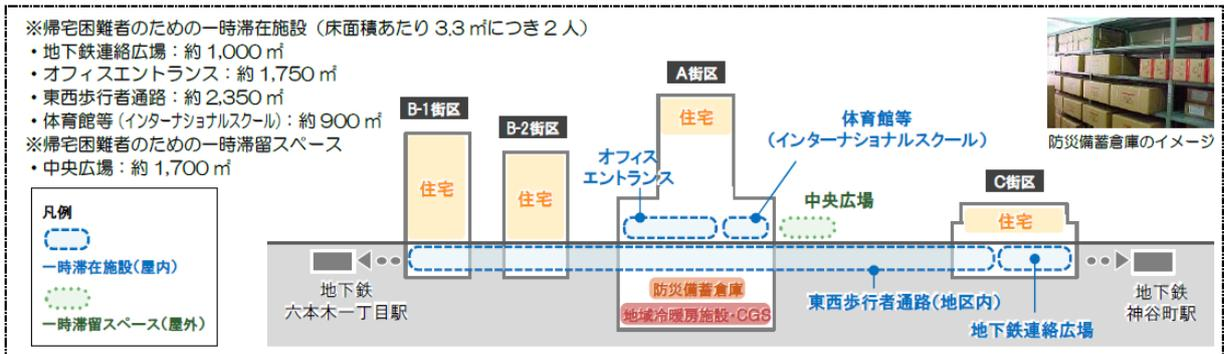 ※帰宅困難者のための一時滞在施設（床面積あたり 3.3 ㎡につき 2 人）
・地下鉄連絡広場：約 1,000 ㎡
・オフィスエントランス：約 1,750 ㎡
・東西歩行者通路：約 2,350 ㎡
・体育館等（インターナショナルスクール）：約 900 ㎡
※帰宅困難者のための一時滞留スペース
・中央広場：約 1,700 ㎡
凡例
一時滞在施設（屋内）
一時滞留スペース（屋外）
B-1街区
住宅
B-2街区
住宅
A街区
住宅
オフィス
エントランス
体育館等
（インターナショナルスクール）
中央広場
C街区
住宅
防災備蓄倉庫のイメージ
地下鉄
六本木一丁目駅
防災備蓄倉庫
地域冷暖房施設・CGS
東西歩行者通路（地区内）
地下鉄連絡広場
地下鉄
神谷町駅